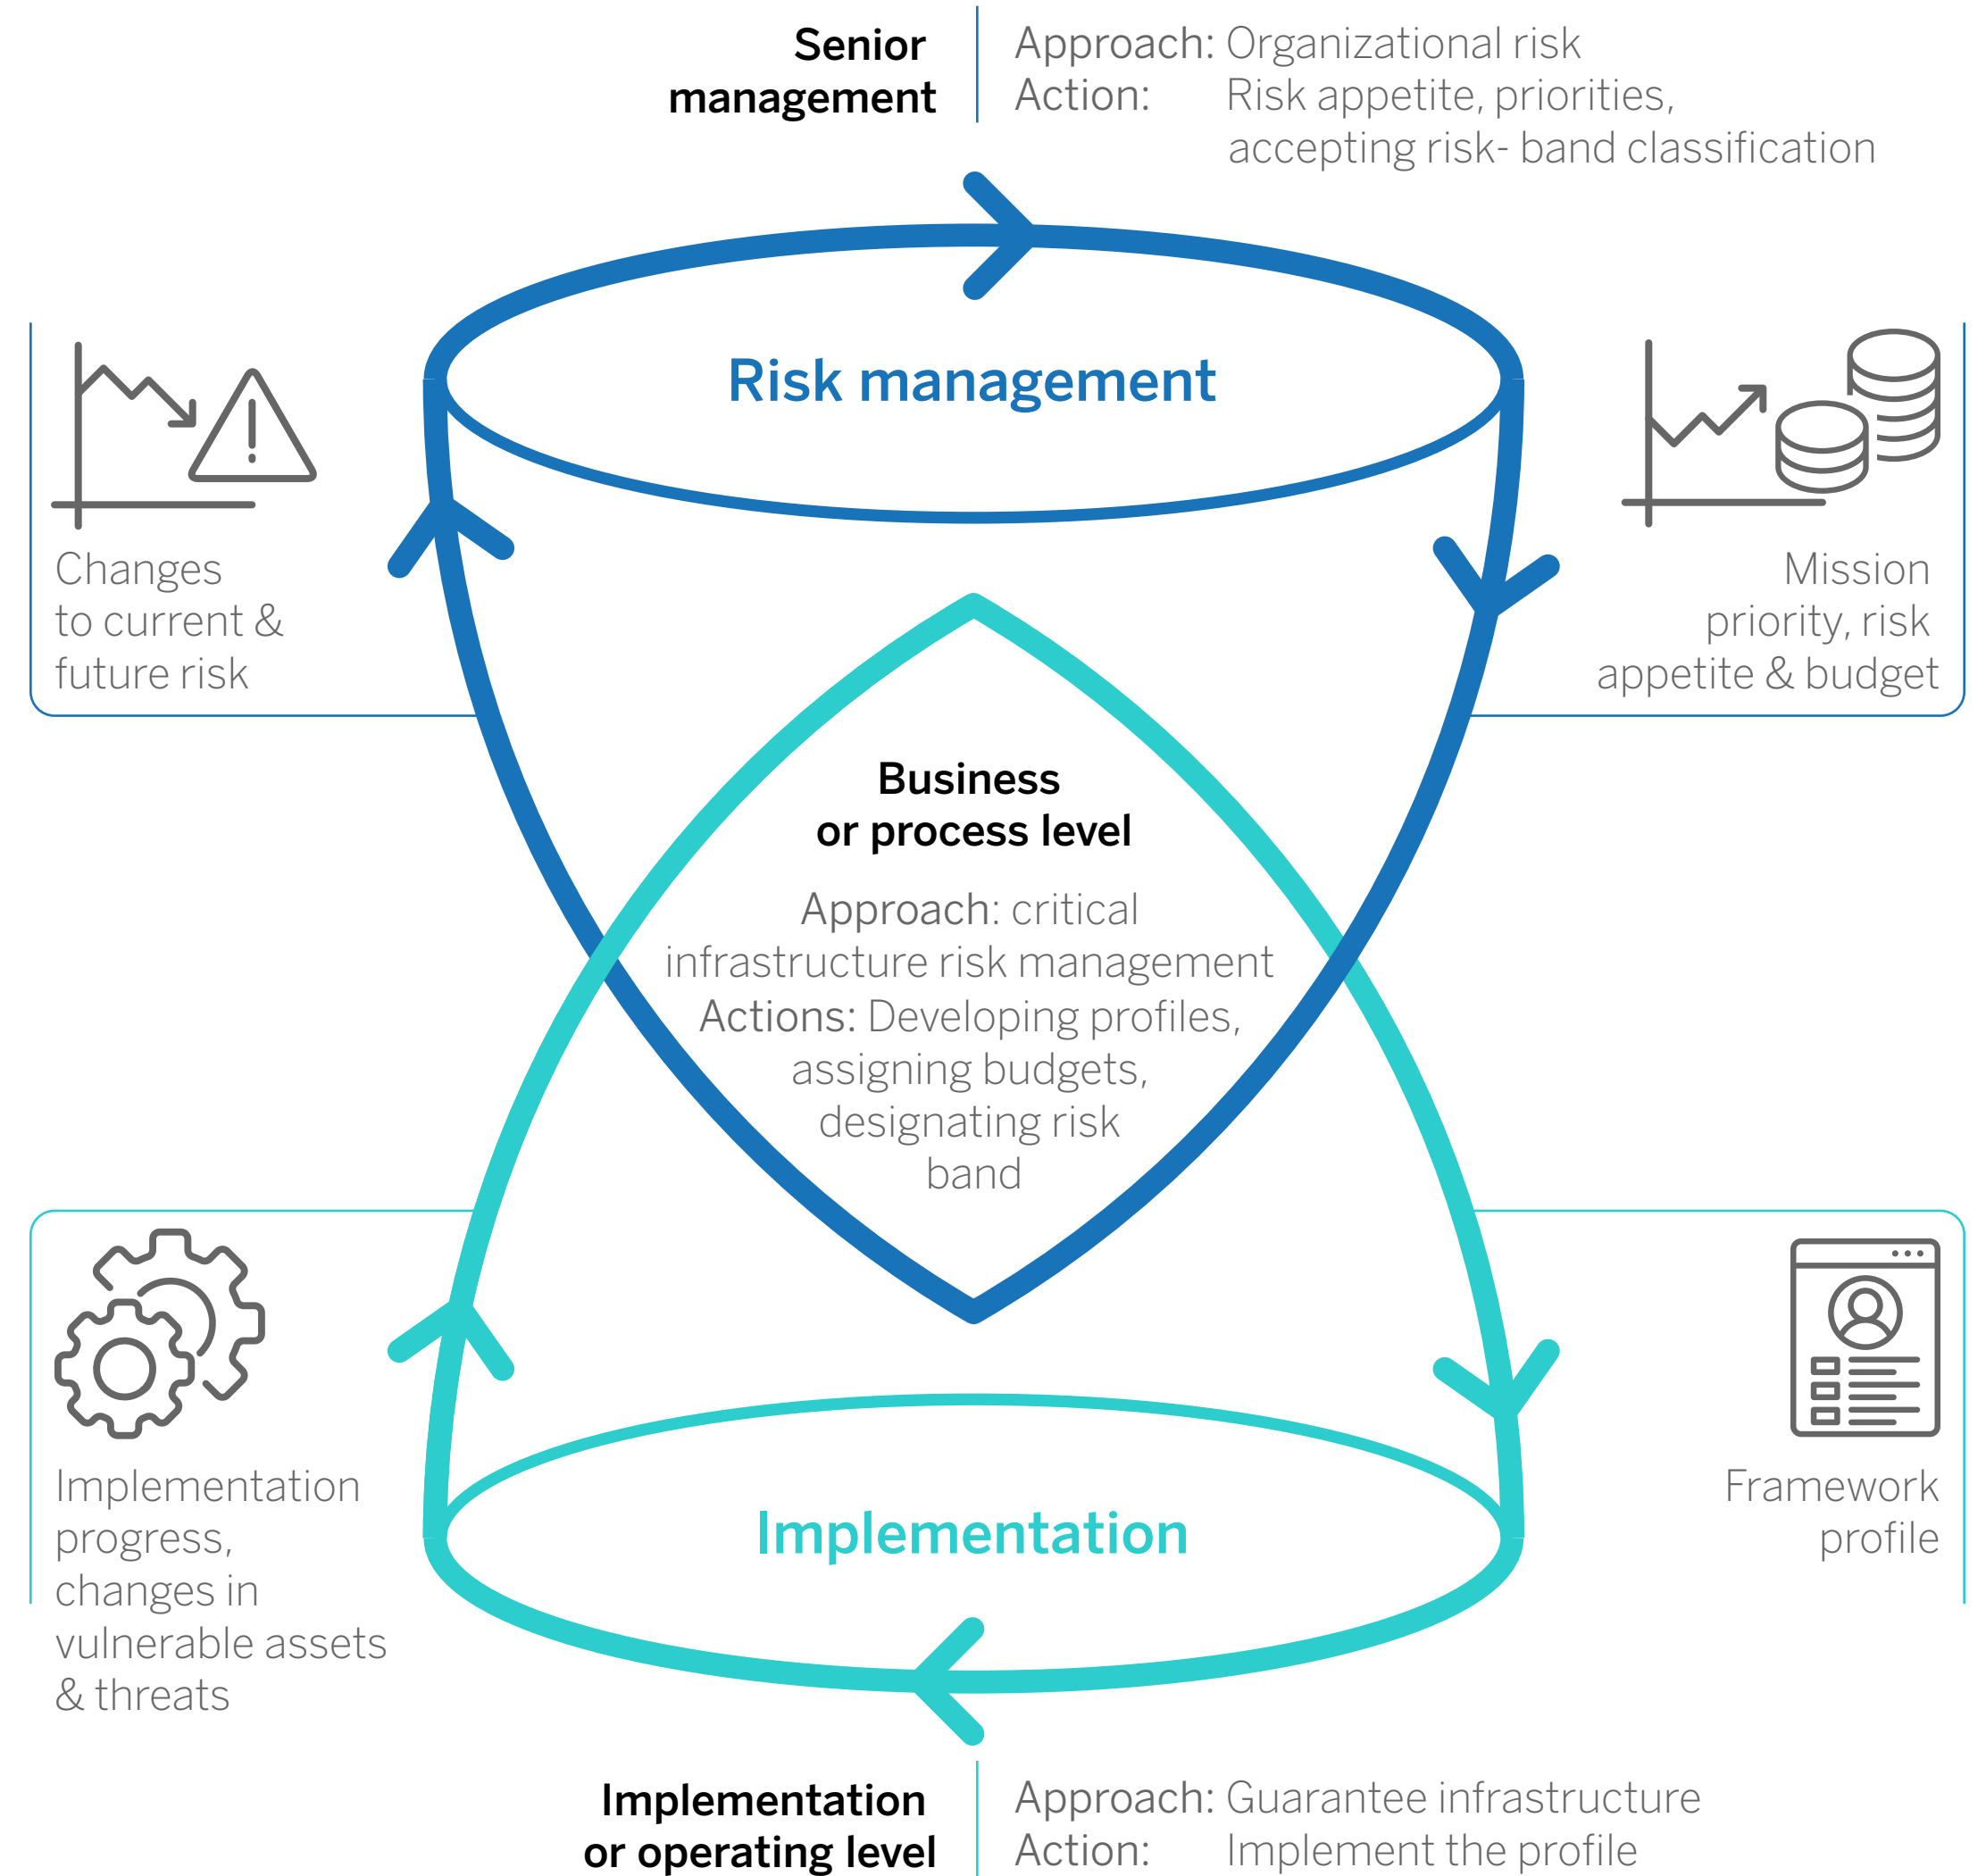 Senior
management
Approach: Organizational risk
Action: Risk appetite, priorities,
accepting risk- band classification
Risk management
Changes
to current &
future risk
Mission
priority, risk
appetite & budget
Business
or process level
Approach: critical
infrastructure risk management
Actions: Developing profiles,
assigning budgets,
designating risk
band
Implementation
progress,
changes in
vulnerable assets
& threats
Framework
profile
Implementation
Implementation
or operating level
Approach: Guarantee infrastructure
Action: Implement the profile